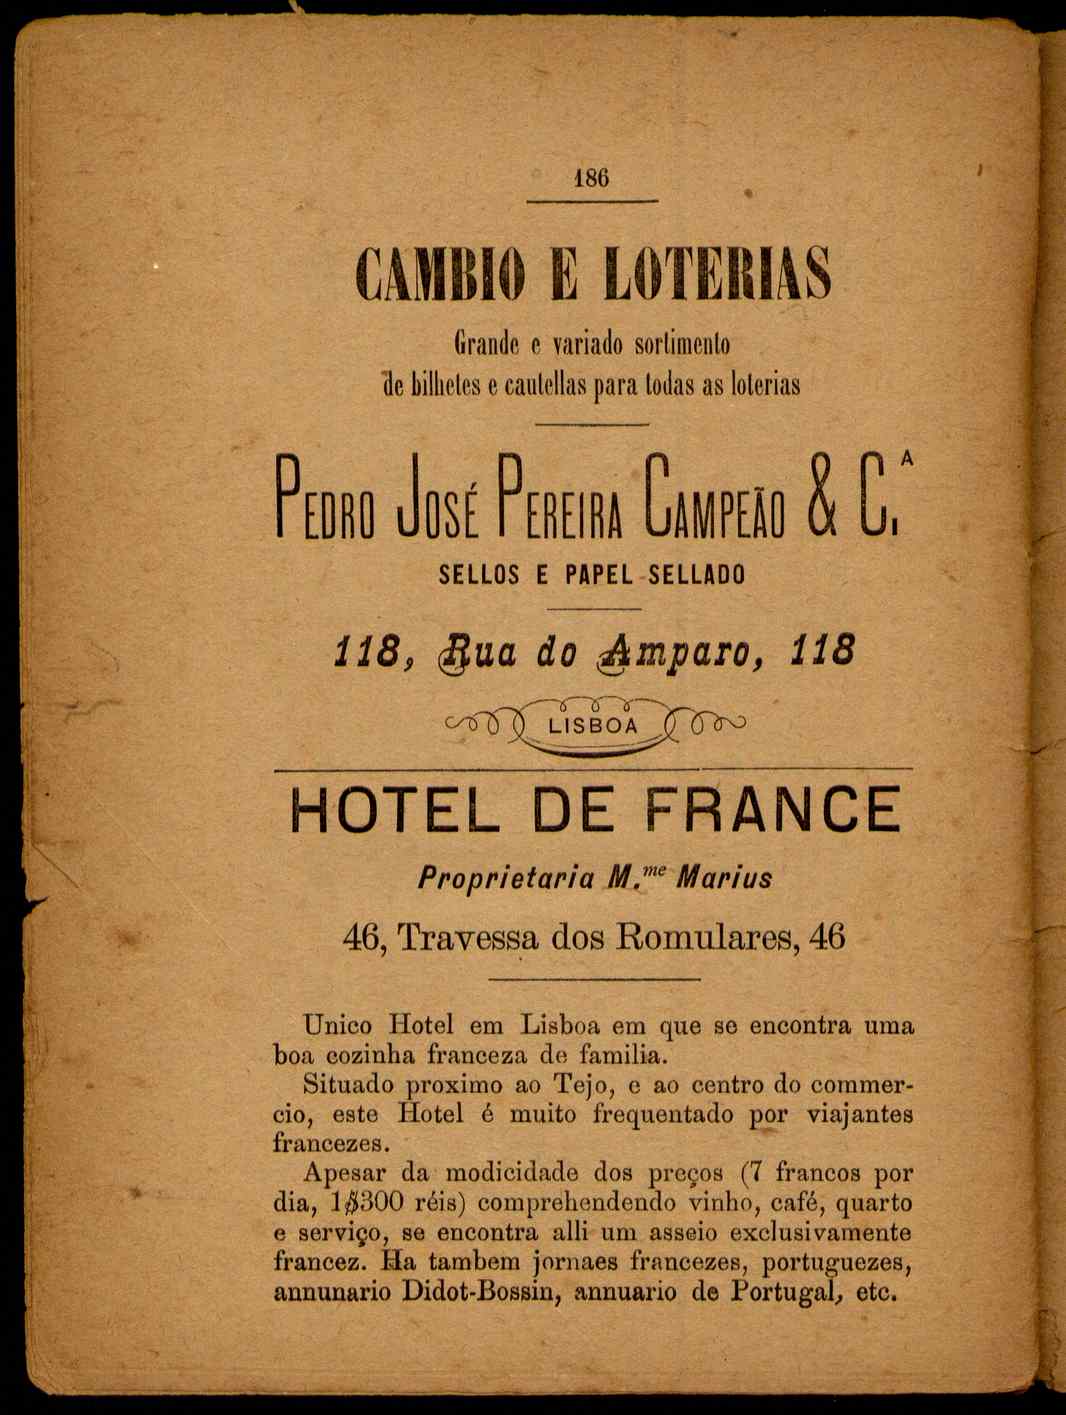 186
CAMBIO E LOTERIAS
Grande e variado sortimento
de bilhetes e cautellas para todas as loterias
PEDRO JOSÉ PEREIRA CAMPEÃO & C.A
SELLOS E PAPEL SELLADO
118, Rua do Amparo, 118
LISBOA
HOTEL DE FRANCE
Proprietaria M.me Marius
46, Travessa dos Romulares, 46
Unico Hotel em Lisboa em que se encontra uma
boa cozinha franceza de familia.
Situado proximo ao Tejo, e ao centro do commer-
cio, este Hotel é muito frequentado por viajantes
francezes.
Apesar da modicidade dos preços (7 francos por
dia, 1$300 réis) comprehendendo vinho, café, quarto
e serviço, se encontra alli um asseio exclusivamente
francez. Ha tambem jornaes francezes, portuguezes,
annunario Didot-Bossin, annuario de Portugal, etc.